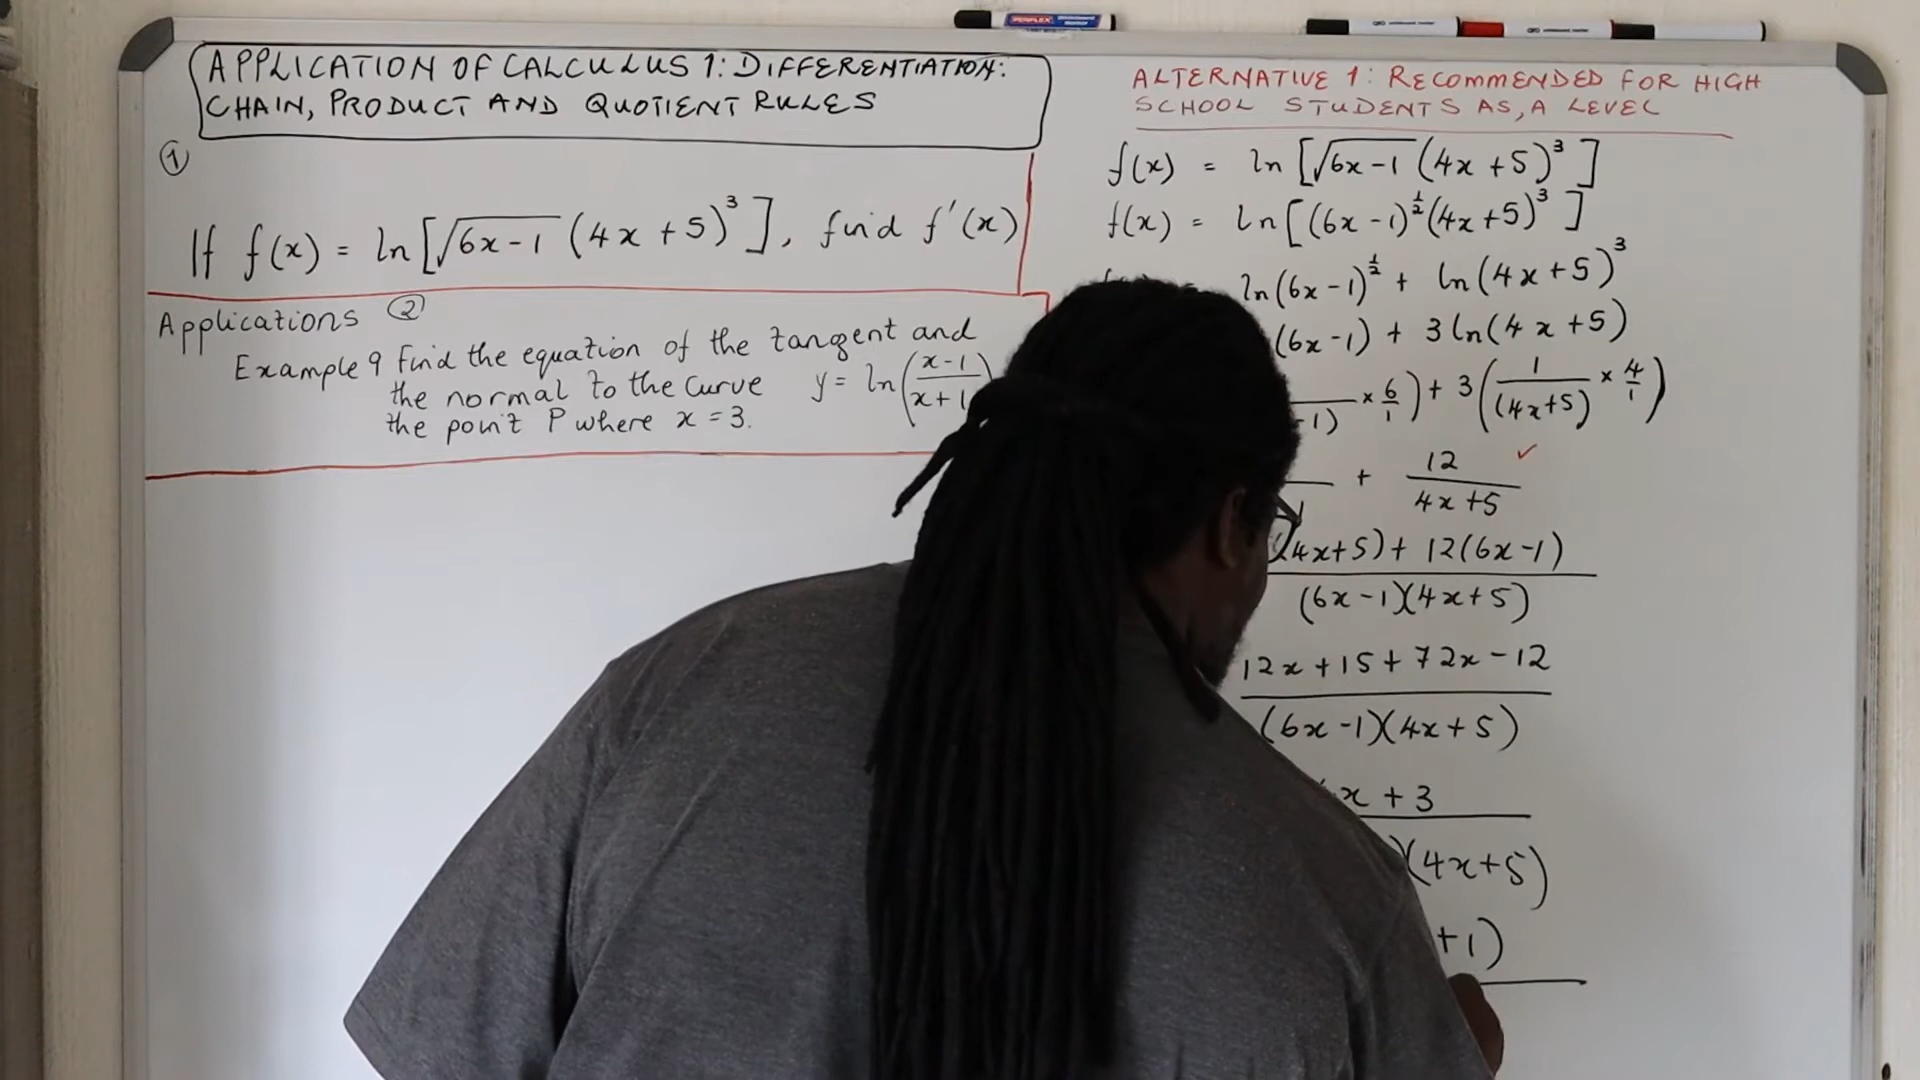 APPLICATION OF CALCULUS 1: DIFFERENTIATION:
CHAIN, PRODUCT AND QUOTIENT RULES
①
If f(x) = ln[√6x-1 (4x+5)³], find f'(x)
Applications ②
Example 9 Find the equation of the tangent and
the normal to the curve y = ln((x-1)/(x+1
the point P where x = 3.
ALTERNATIVE 1: RECOMMENDED FOR HIGH
SCHOOL STUDENTS AS, A LEVEL
f(x) = ln[√6x-1 (4x+5)³]
f(x) = ln[(6x-1)^½(4x+5)³]
ln(6x-1)^½ + ln(4x+5)³
(6x-1) + 3ln(4x+5)
-1) × 6/1) + 3(1/(4x+5) × 4/1)
+ 12/(4x+5) ✓
(4x+5) + 12(6x-1)
(6x-1)(4x+5)
12x+15+72x-12
(6x-1)(4x+5)
x + 3
)(4x+5)
+1)
PERFLEX